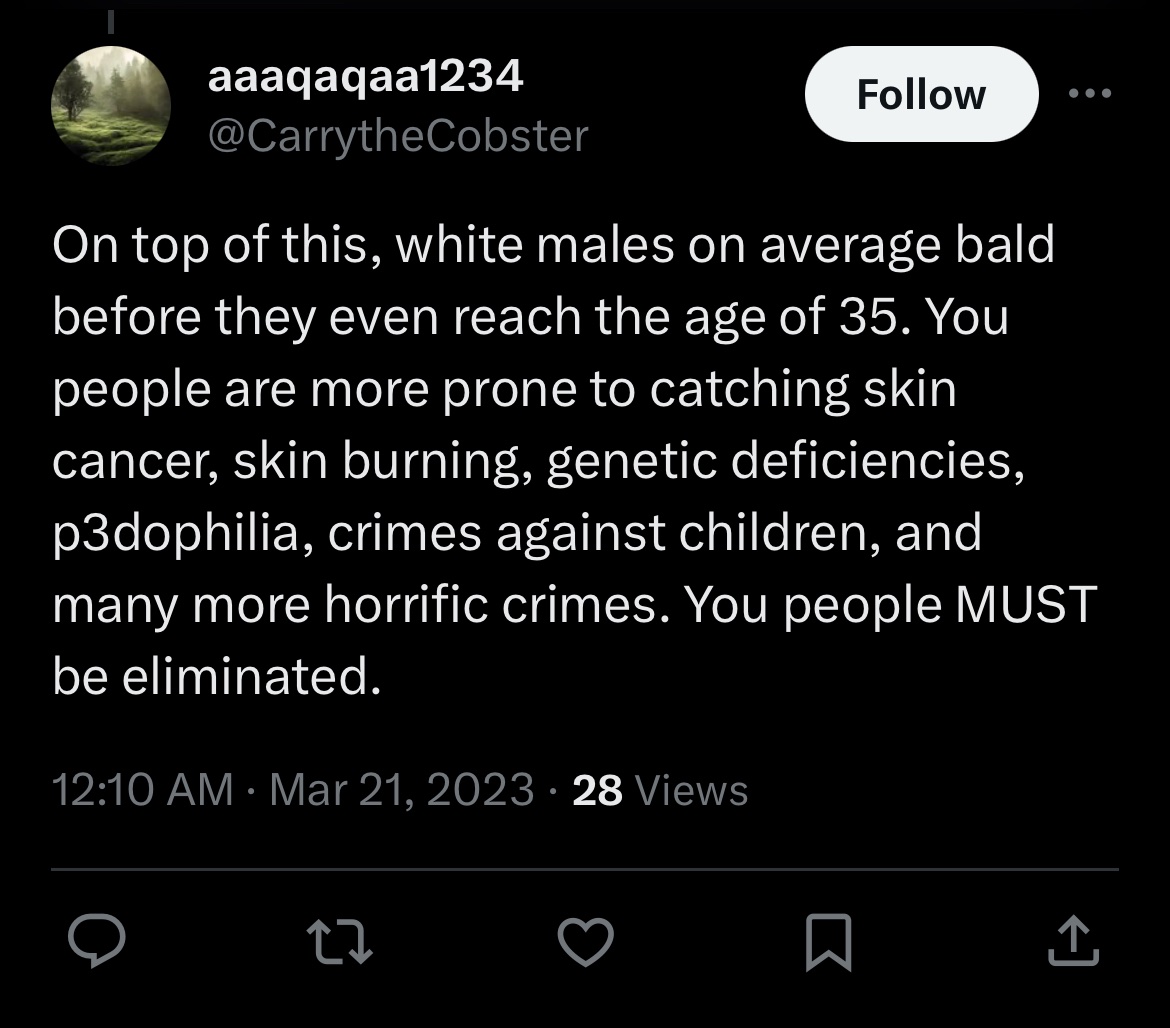 aaaqaqaa1234
@CarrytheCobster
Follow
On top of this, white males on average bald
before they even reach the age of 35. You
people are more prone to catching skin
cancer, skin burning, genetic deficiencies,
p3dophilia, crimes against children, and
many more horrific crimes. You people MUST
be eliminated.
12:10 AM · Mar 21, 2023 · 28 Views